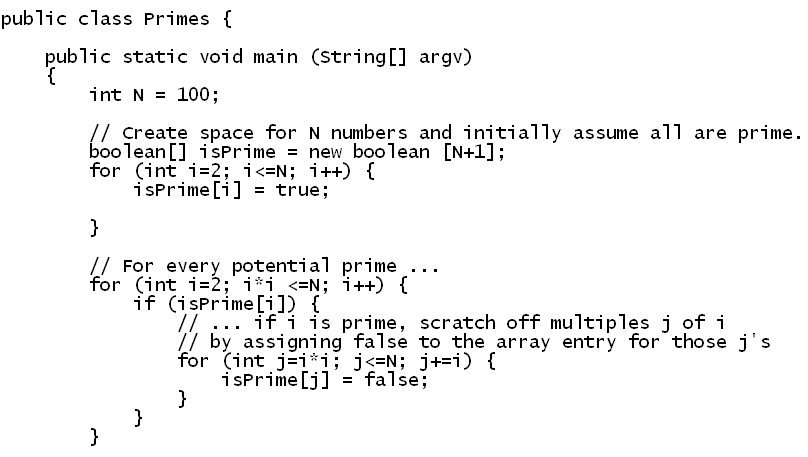 public class Primes {
    public static void main (String[] argv)
    {
        int N = 100;
        // Create space for N numbers and initially assume all are prime.
        boolean[] isPrime = new boolean [N+1];
        for (int i=2; i<=N; i++) {
            isPrime[i] = true;
        }
        // For every potential prime ...
        for (int i=2; i*i <=N; i++) {
            if (isPrime[i]) {
                // ... if i is prime, scratch off multiples j of i
                // by assigning false to the array entry for those j's
                for (int j=i*i; j<=N; j+=i) {
                    isPrime[j] = false;
                }
            }
        }